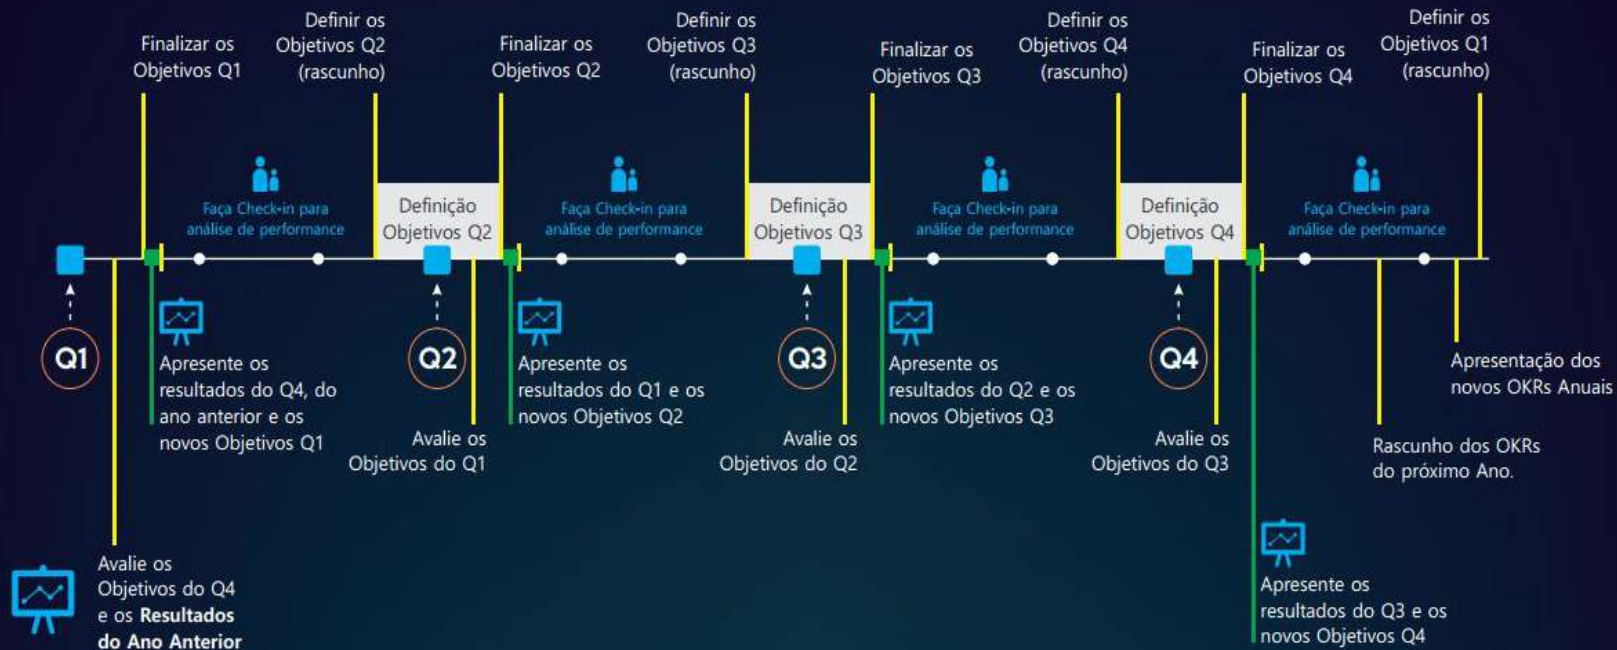 Finalizar os
Objetivos Q1
Definir os
Objetivos Q2
(rascunho)
Finalizar os
Objetivos Q2
Definir os
Objetivos Q3
(rascunho)
Finalizar os
Objetivos Q3
Definir os
Objetivos Q4
(rascunho)
Finalizar os
Objetivos Q4
Definir os
Objetivos Q1
(rascunho)
Faça Check-in para
análise de performance
Definição
Objetivos Q2
Faça Check-in para
análise de performance
Definição
Objetivos Q3
Faça Check-in para
análise de performance
Definição
Objetivos Q4
Faça Check-in para
análise de performance
Q1
Apresente os
resultados do Q4, do
ano anterior e os
novos Objetivos Q1
Q2
Avalie os
Objetivos do Q1
Apresente os
resultados do Q1 e os
novos Objetivos Q2
Q3
Avalie os
Objetivos do Q2
Apresente os
resultados do Q2 e os
novos Objetivos Q3
Q4
Avalie os
Objetivos do Q3
Apresentação dos
novos OKRs Anuais
Rascunho dos OKRs
do próximo Ano.
Avalie os
Objetivos do Q4
e os Resultados
do Ano Anterior
Apresente os
resultados do Q3 e os
novos Objetivos Q4